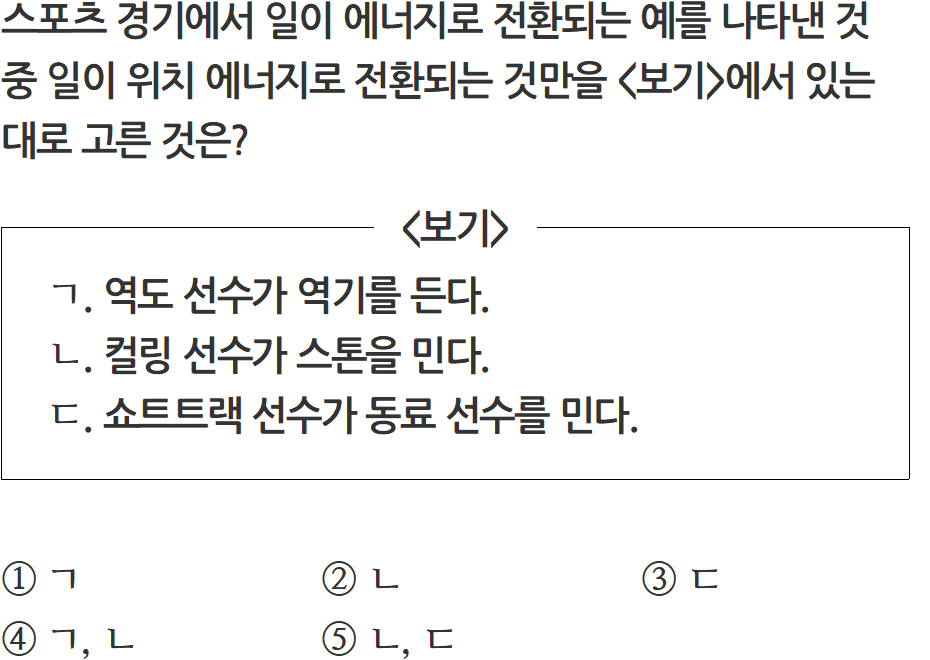 스포츠 경기에서 일이 에너지로 전환되는 예를 나타낸 것
중 일이 위치 에너지로 전환되는 것만을 <보기>에서 있는
대로 고른 것은?
<보기>
ㄱ. 역도 선수가 역기를 든다.
ㄴ. 컬링 선수가 스톤을 민다.
ㄷ. 쇼트트랙 선수가 동료 선수를 민다.
① ㄱ ② ㄴ ③ ㄷ
④ ㄱ, ㄴ ⑤ ㄴ, ㄷ